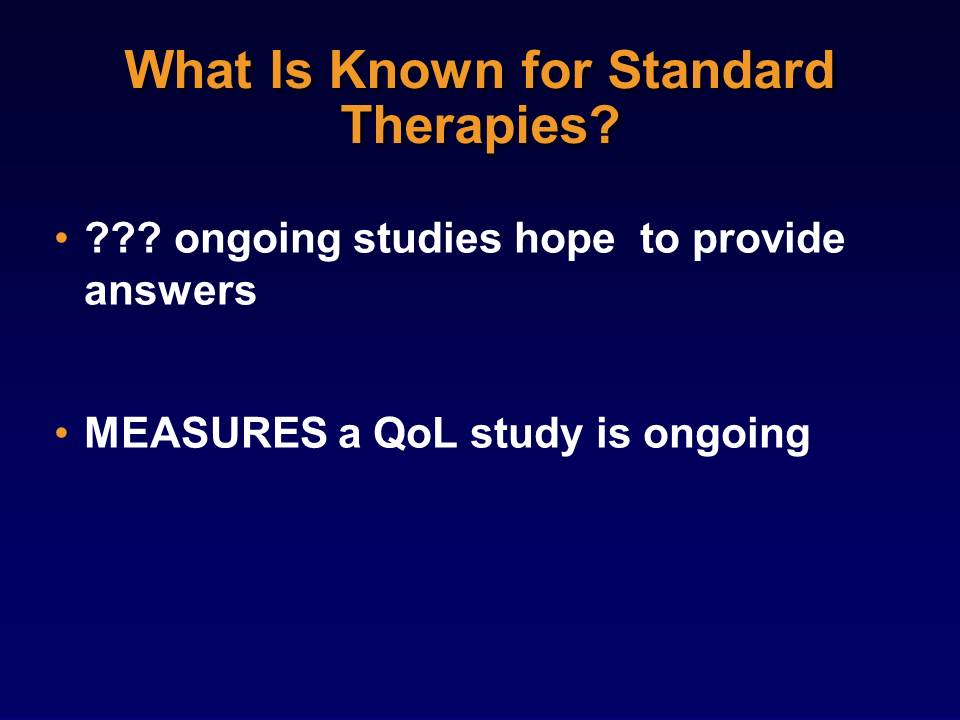 What Is Known for Standard
Therapies?
• ??? ongoing studies hope  to provide
answers
• MEASURES a QoL study is ongoing